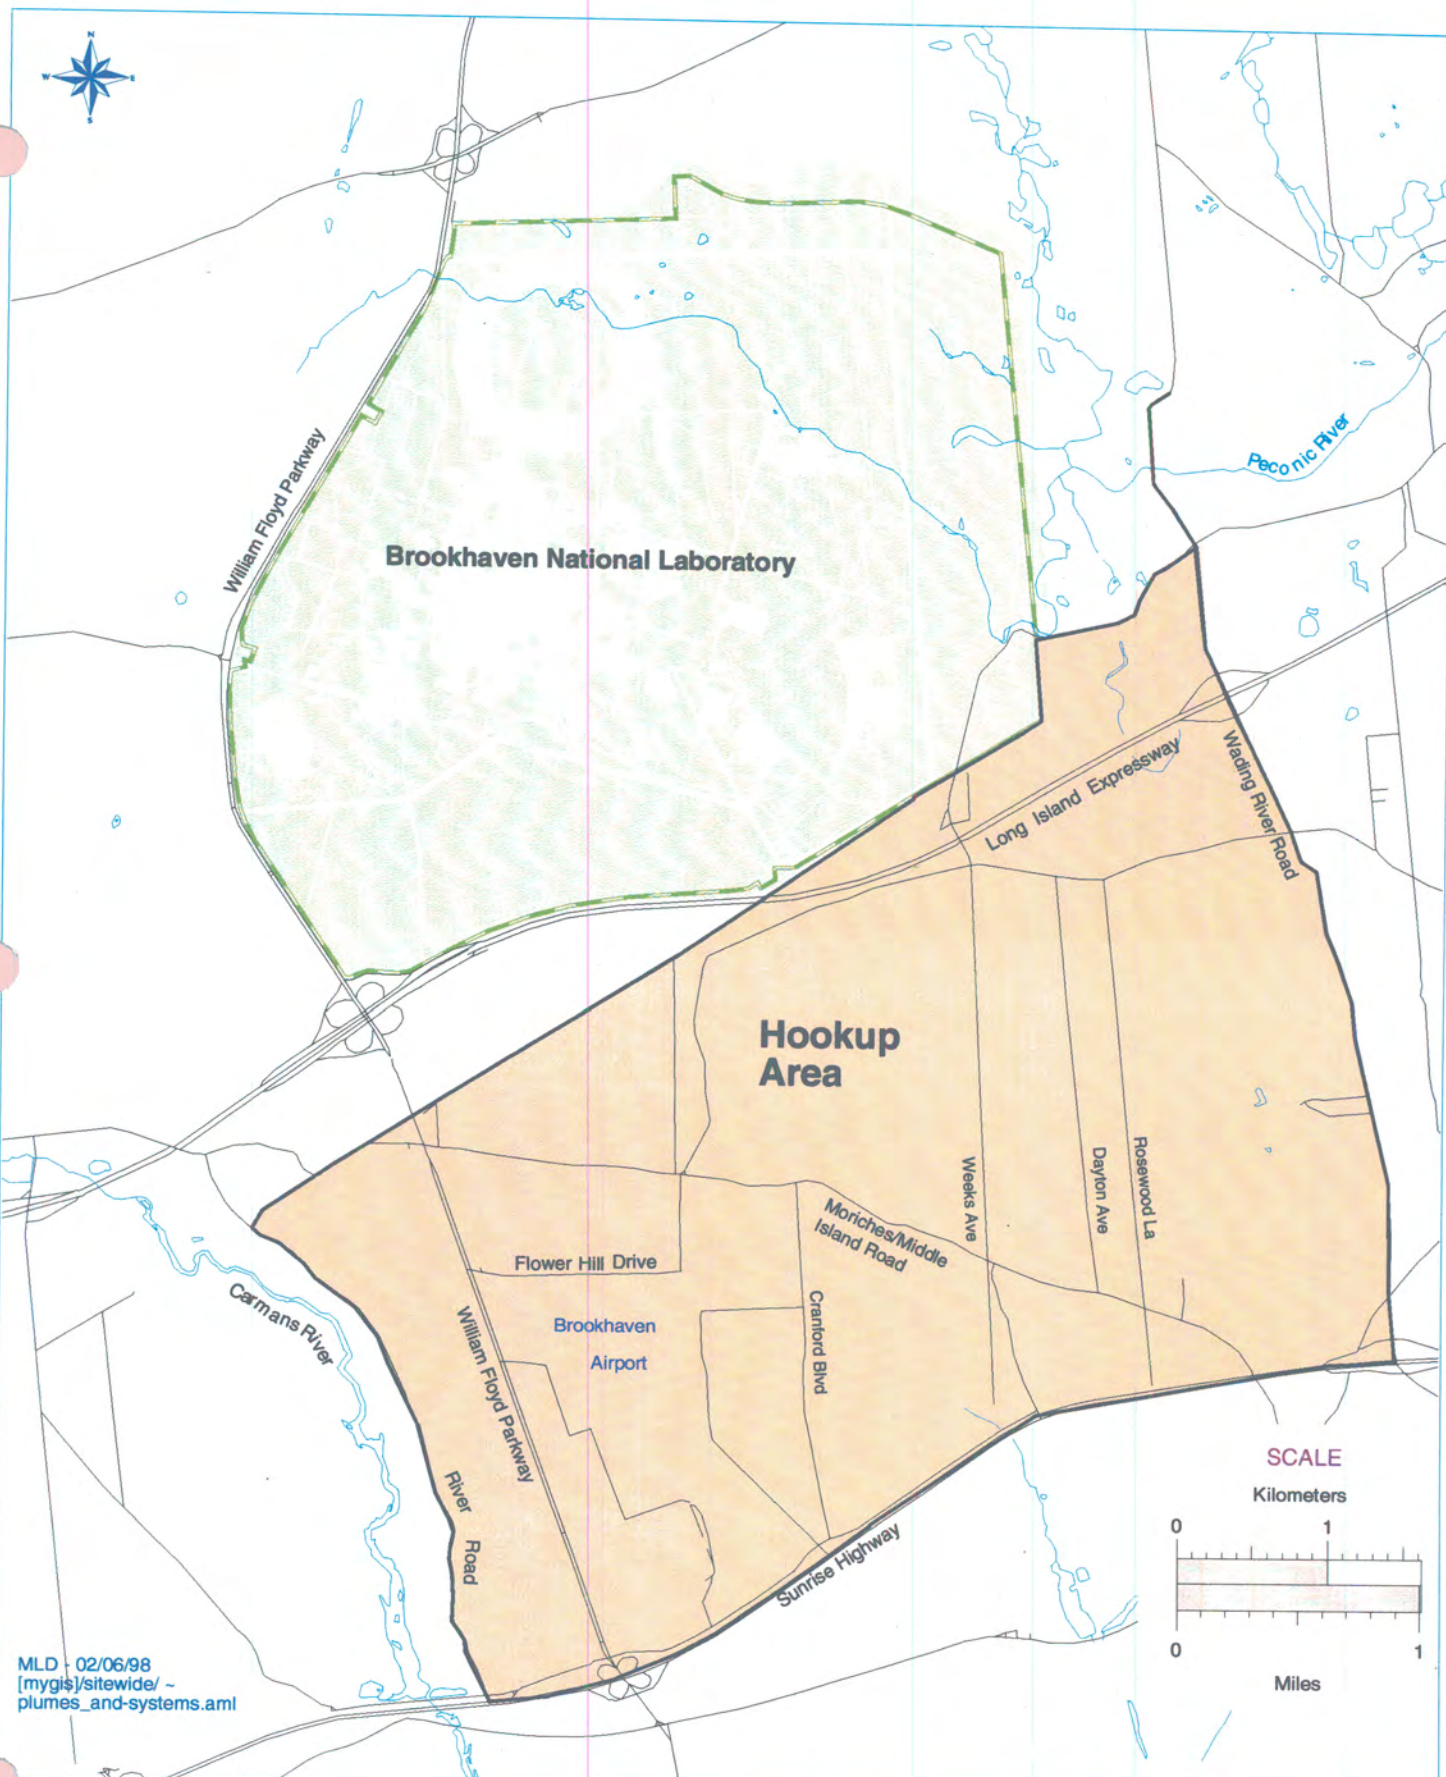 N
W E
S
William Floyd Parkway
Peconic River
Brookhaven National Laboratory
Long Island Expressway
Wading River Road
Hookup
Area
Weeks Ave
Dayton Ave
Rosewood La
Moriches/Middle
Island Road
Flower Hill Drive
Carmans River
Brookhaven
Airport
William Floyd Parkway
Cranford Blvd
River Road
Sunrise Highway
SCALE
Kilometers
0 1
0 1
Miles
MLD - 02/06/98
[mygis]/sitewide/ ~
plumes_and-systems.aml